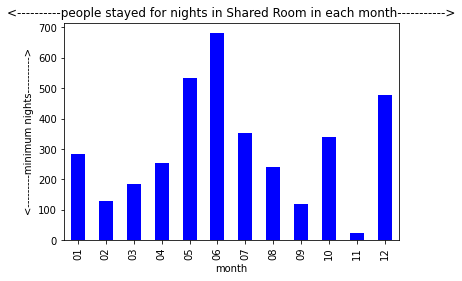 <----------people stayed for nights in Shared Room in each month----------->
<--------minimum nights--------->
700
600
500
400
300
200
100
0
01 02 03 04 05 06 07 08 09 10 11 12
month